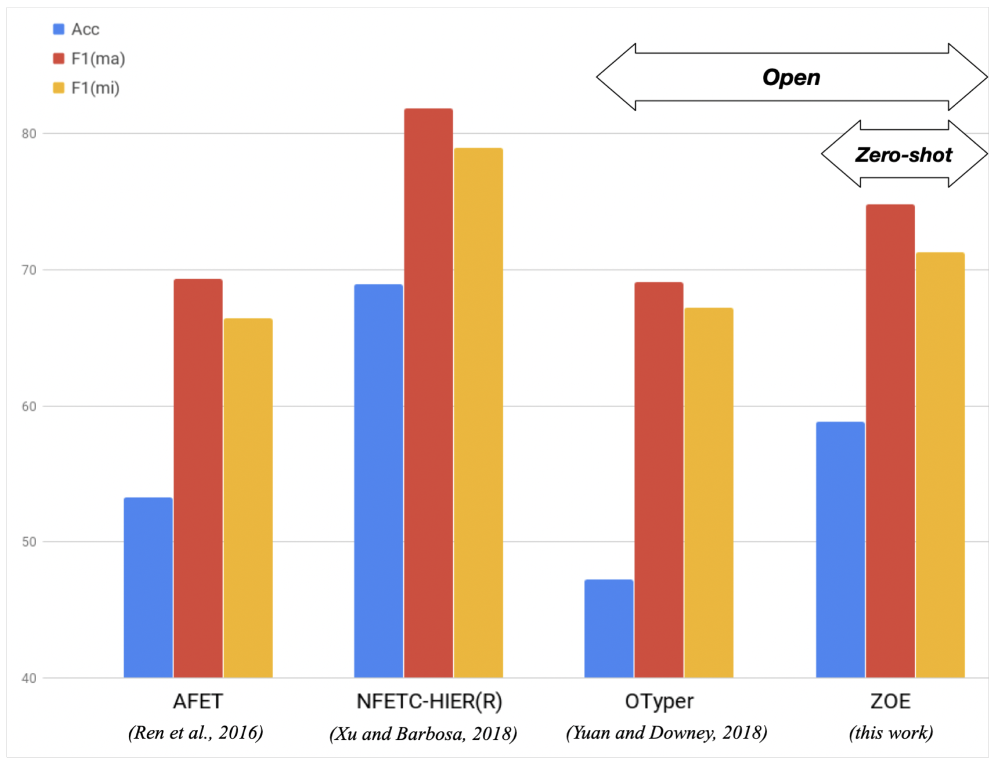 Acc
F1(ma)
F1(mi)
Open
Zero-shot
80
70
60
50
40
AFET
NFETC-HIER(R)
OTyper
ZOE
(Ren et al., 2016)
(Xu and Barbosa, 2018)
(Yuan and Downey, 2018)
(this work)